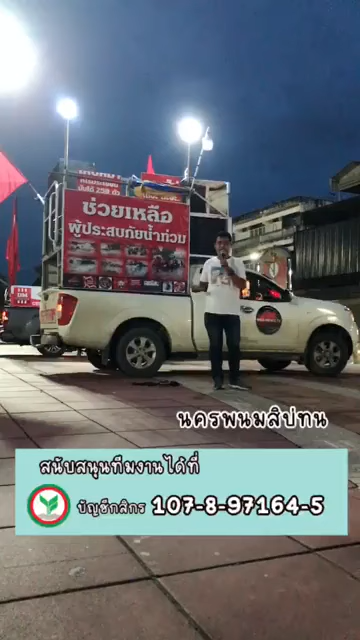 ช่วยเหลือ
ผู้ประสบภัยน้ำท่วม
นครพนมสิปทน
สนับสนุนทีมงานได้ที่
บัญชีกสิกร 107-8-97164-5